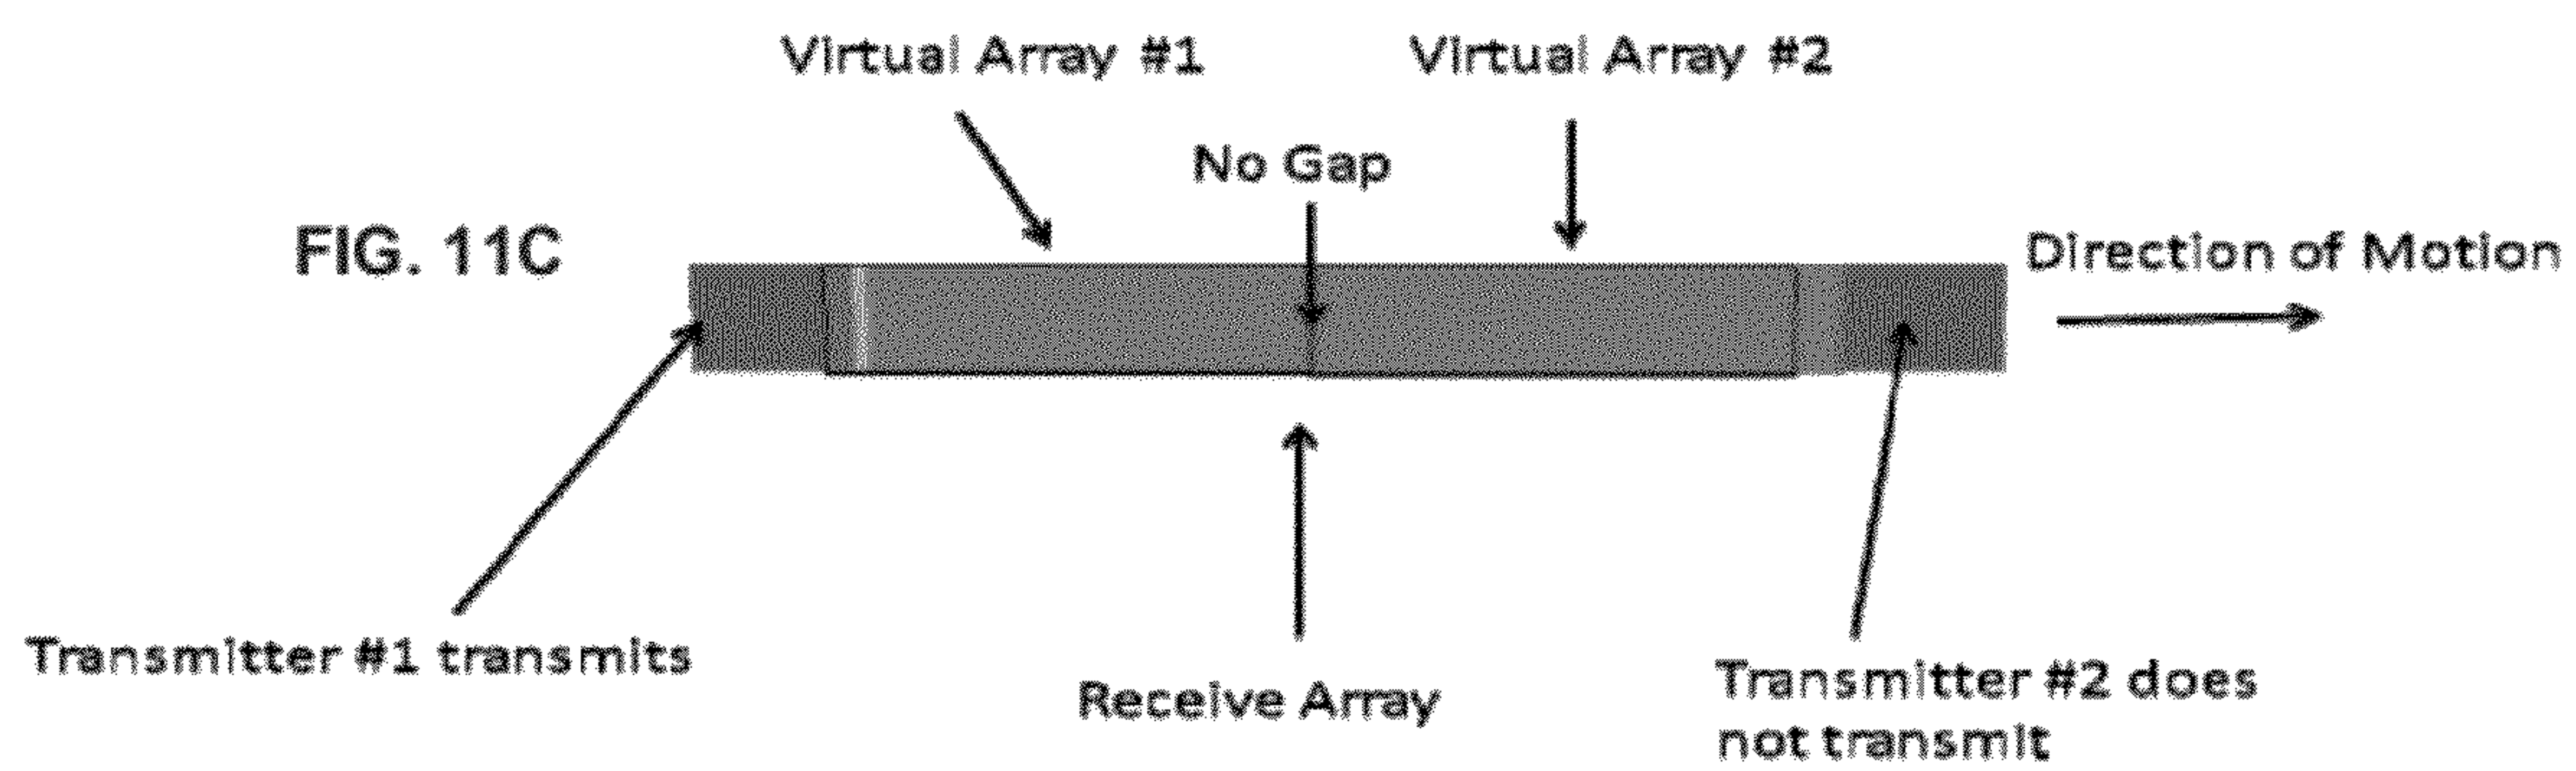 Virtual Array #1
Virtual Array #2
No Gap
FIG. 11C
Direction of Motion
Transmitter #1 transmits
Receive Array
Transmitter #2 does
not transmit